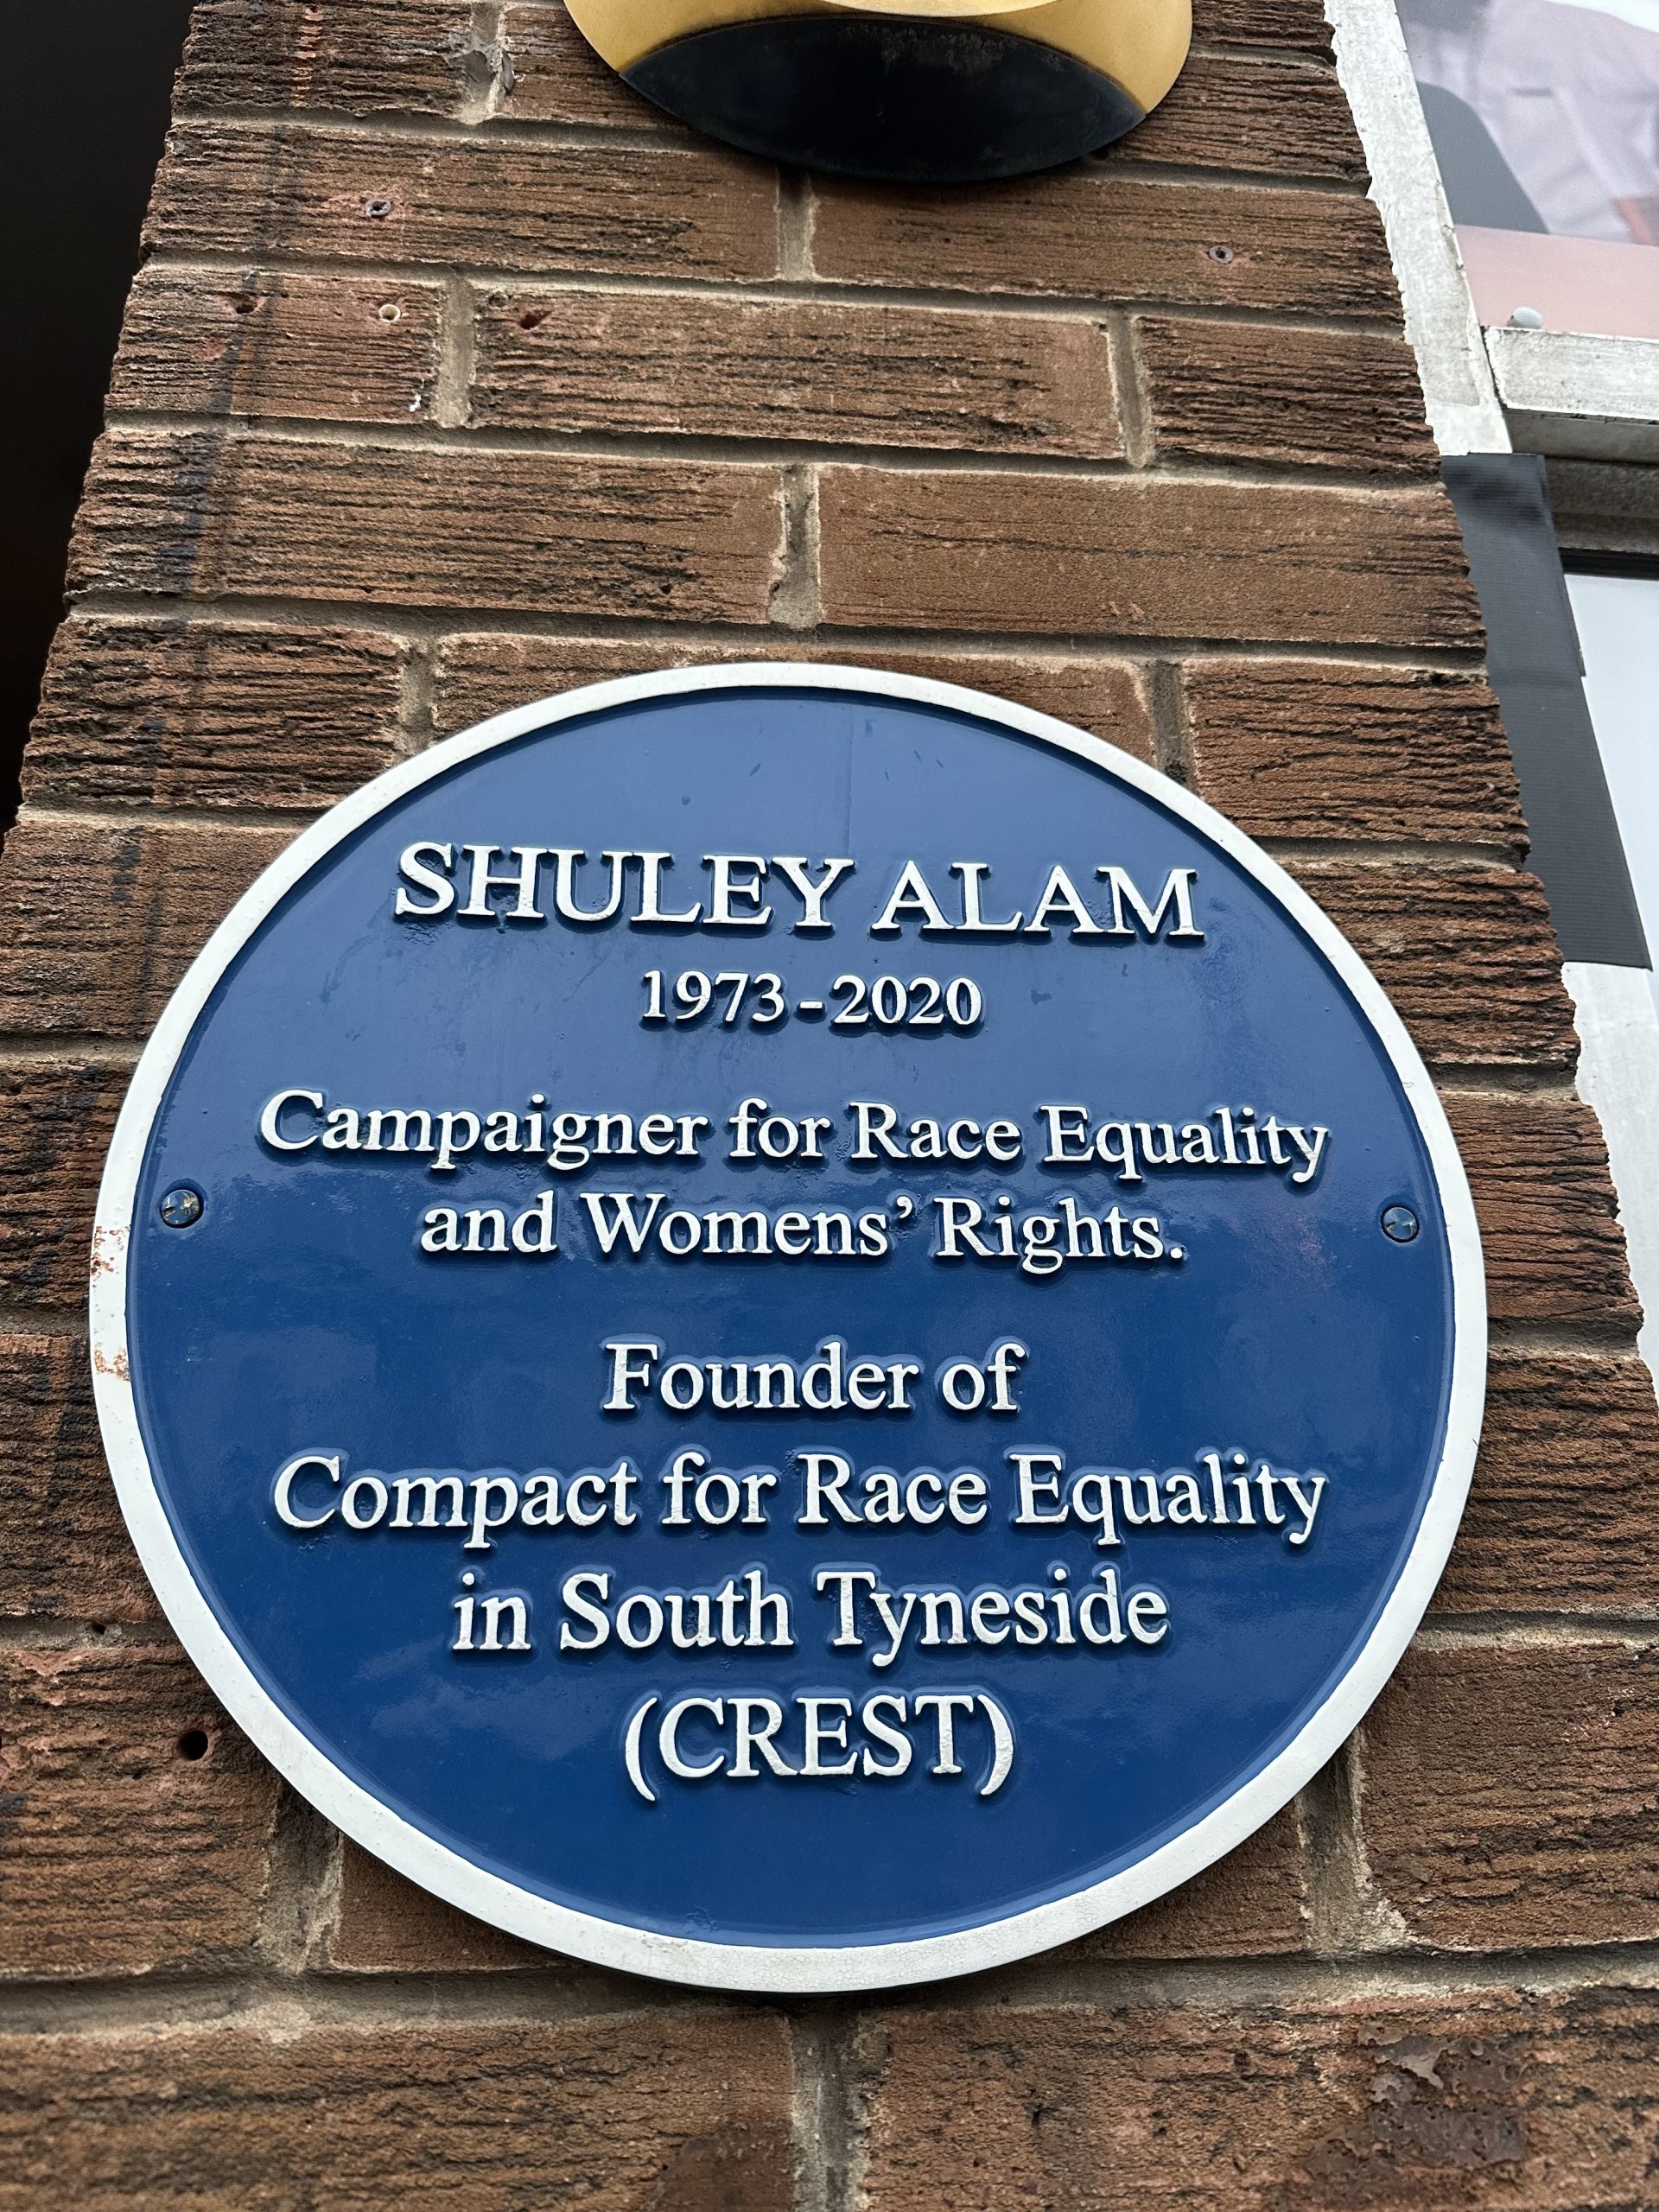 SHULEY ALAM
1973-2020
Campaigner for Race Equality
and Womens' Rights.
Founder of
Compact for Race Equality
in South Tyneside
(CREST)